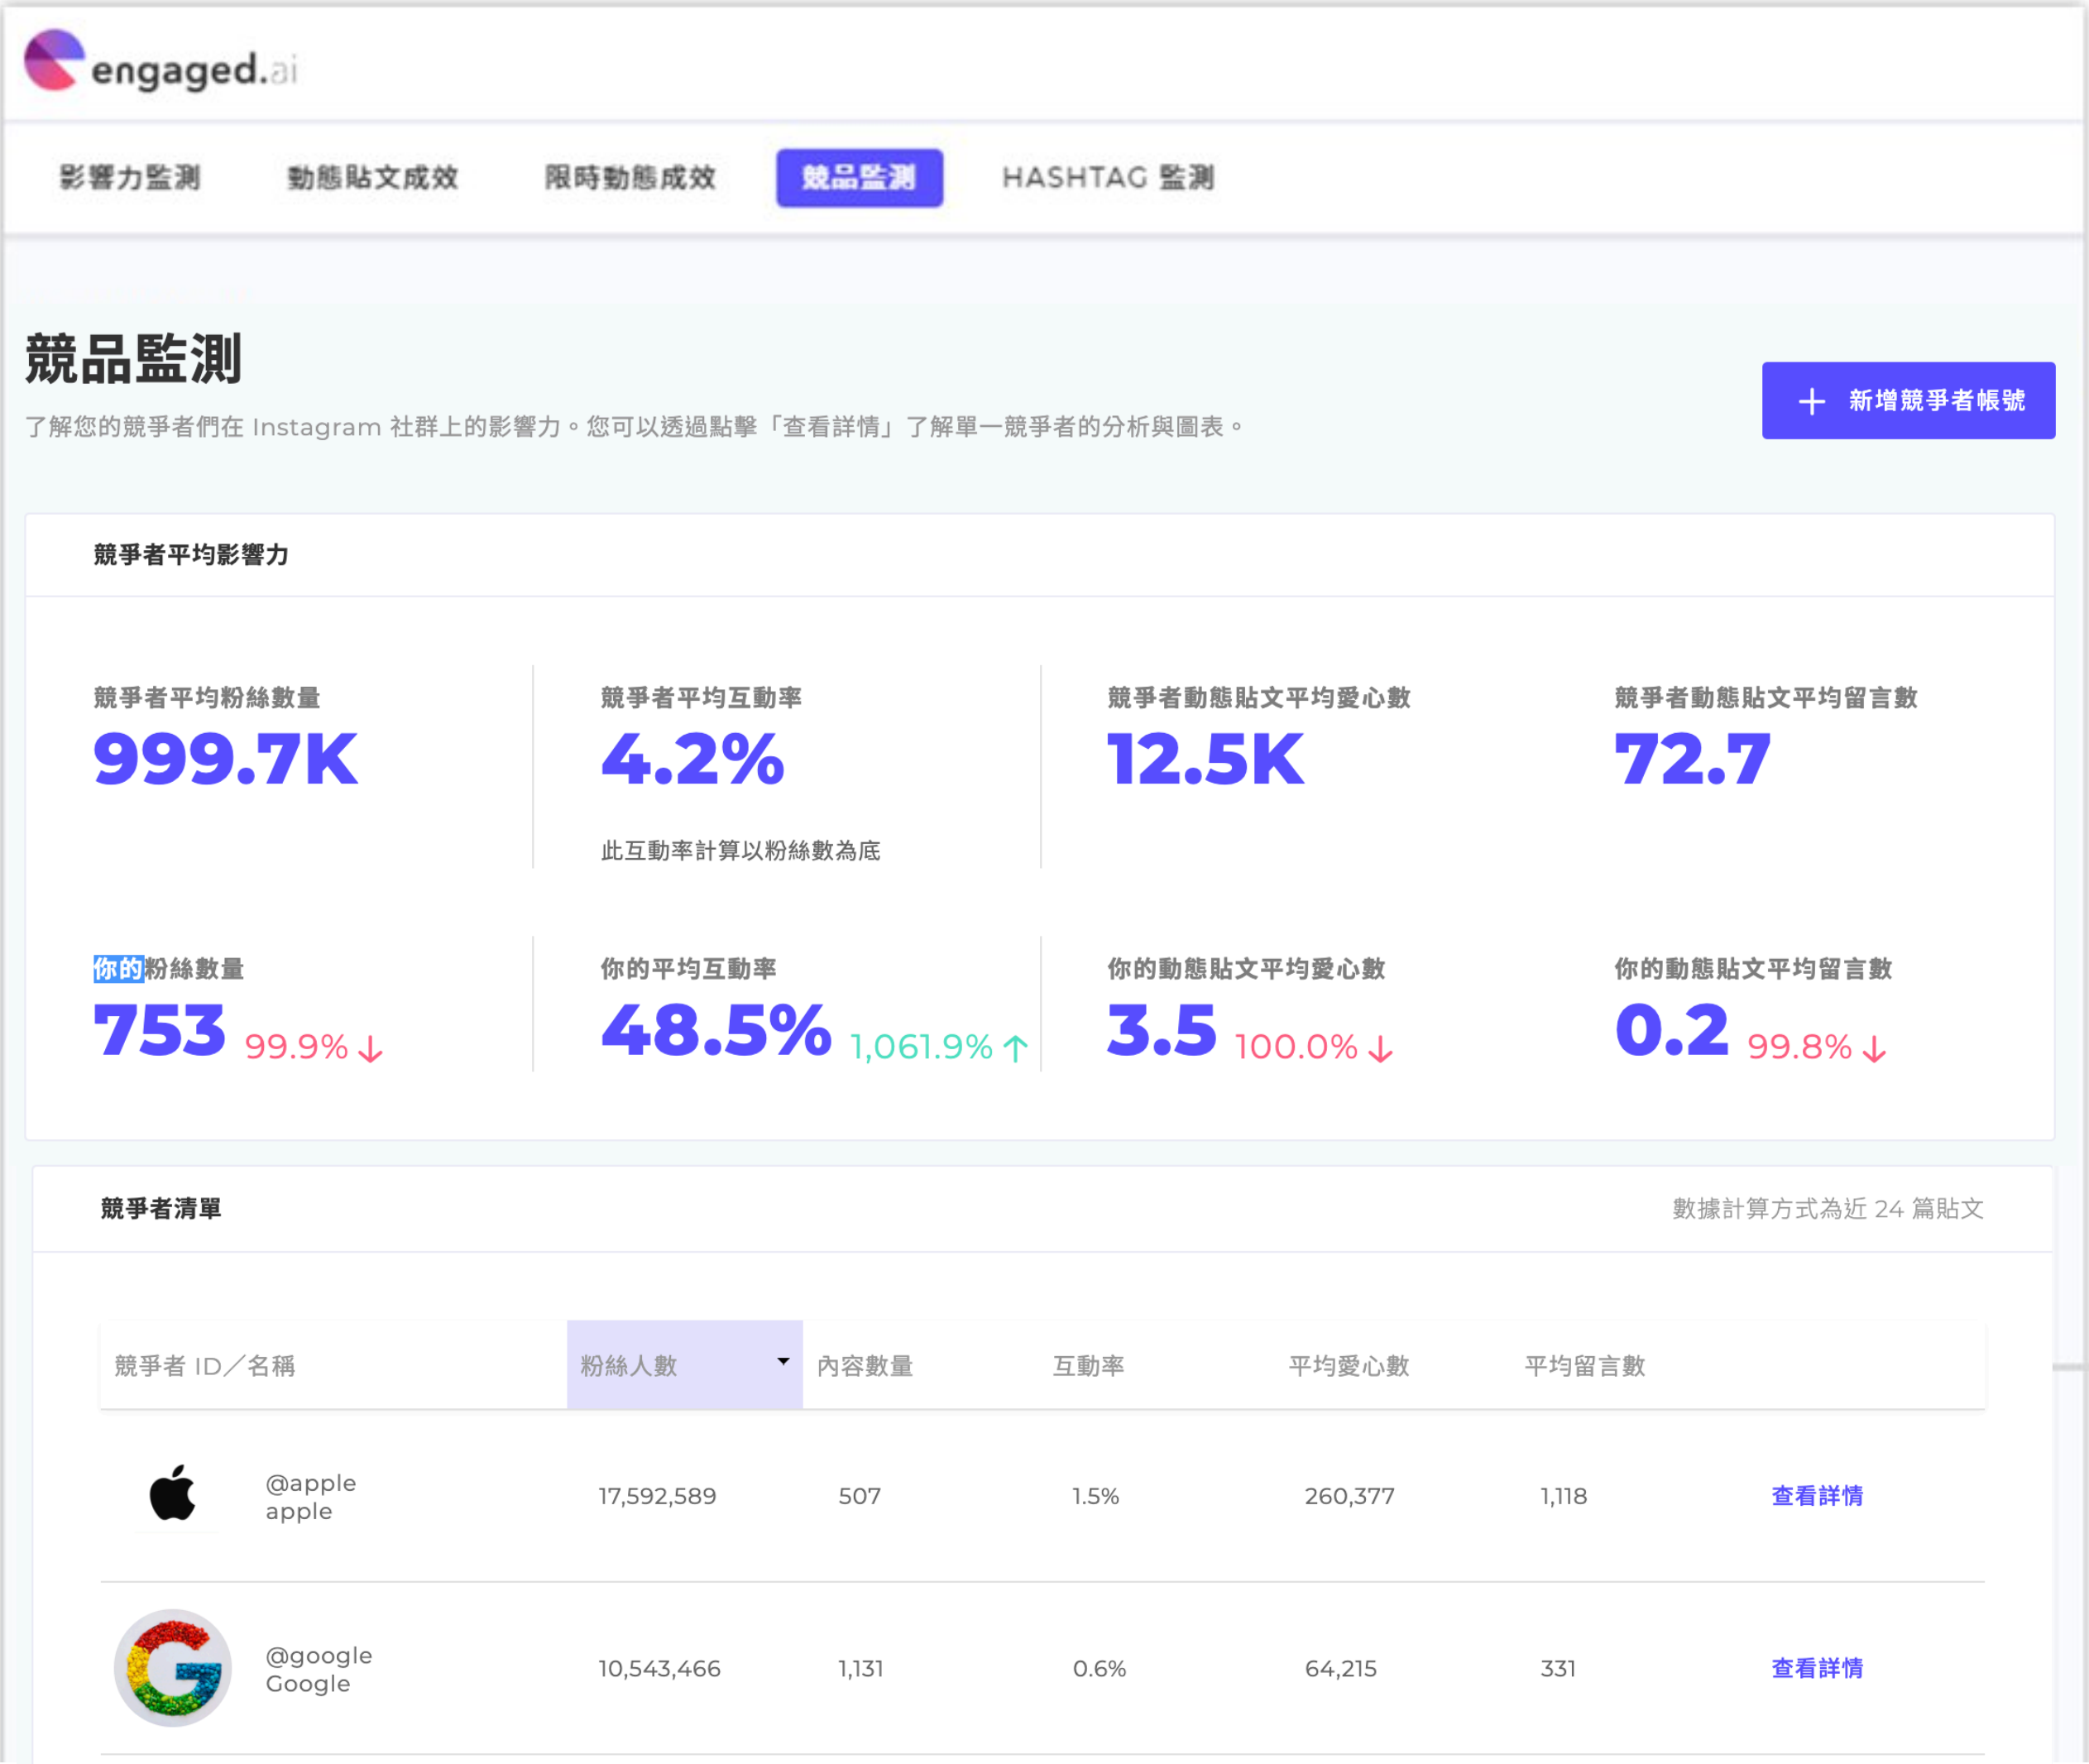 engaged.ai
影響力監測 動態貼文成效 限時動態成效 競品監測 HASHTAG 監測
競品監測
了解您的競爭者們在 Instagram 社群上的影響力。您可以透過點擊「查看詳情」了解單一競爭者的分析與圖表。
＋ 新增競爭者帳號
競爭者平均影響力
競爭者平均粉絲數量 競爭者平均互動率 競爭者動態貼文平均愛心數 競爭者動態貼文平均留言數
999.7K 4.2% 12.5K 72.7
此互動率計算以粉絲數為底
你的粉絲數量 你的平均互動率 你的動態貼文平均愛心數 你的動態貼文平均留言數
753 99.9% ↓ 48.5% 1,061.9% ↑ 3.5 100.0% ↓ 0.2 99.8% ↓
競爭者清單 數據計算方式為近 24 篇貼文
競爭者 ID／名稱 粉絲人數 內容數量 互動率 平均愛心數 平均留言數
@apple
apple
17,592,589 507 1.5% 260,377 1,118 查看詳情
@google
Google
10,543,466 1,131 0.6% 64,215 331 查看詳情